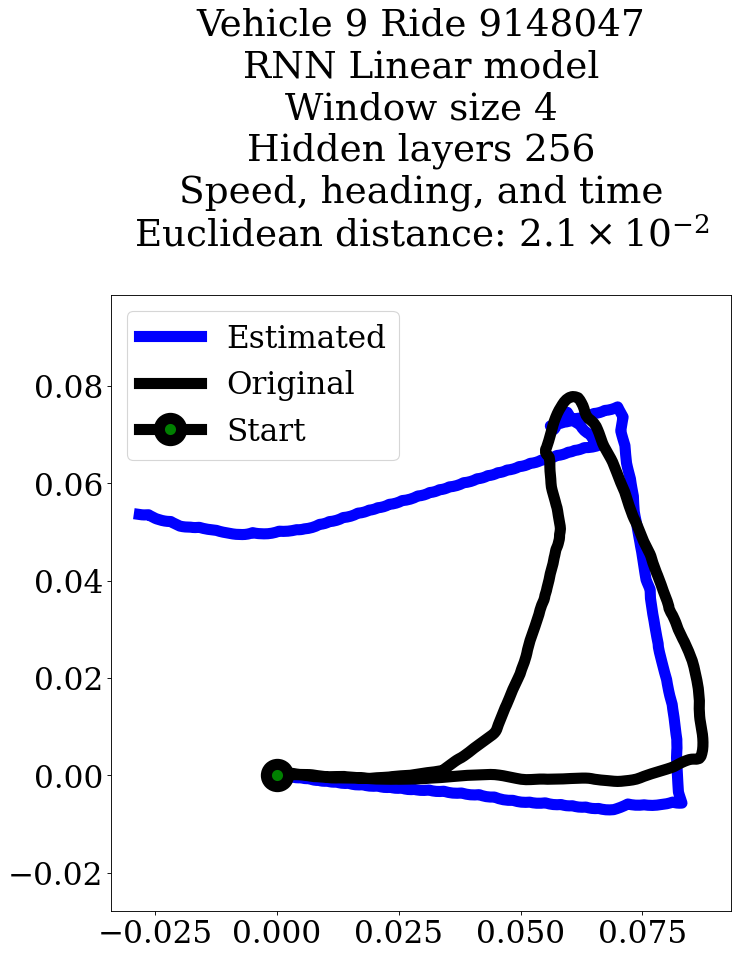 Vehicle 9 Ride 9148047
RNN Linear model
Window size 4
Hidden layers 256
Speed, heading, and time
Euclidean distance: 2.1 × 10⁻²
Estimated
Original
Start
0.08
0.06
0.04
0.02
0.00
−0.02
−0.025 0.000 0.025 0.050 0.075